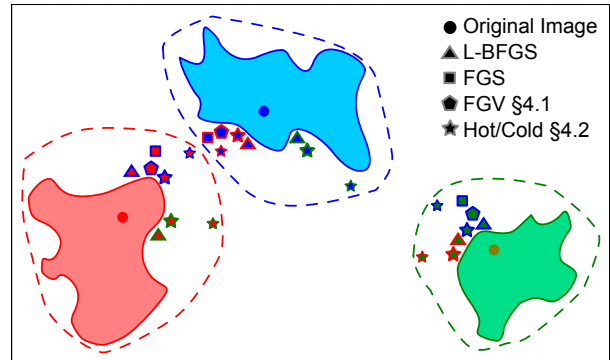 Original Image
L-BFGS
FGS
FGV §4.1
Hot/Cold §4.2